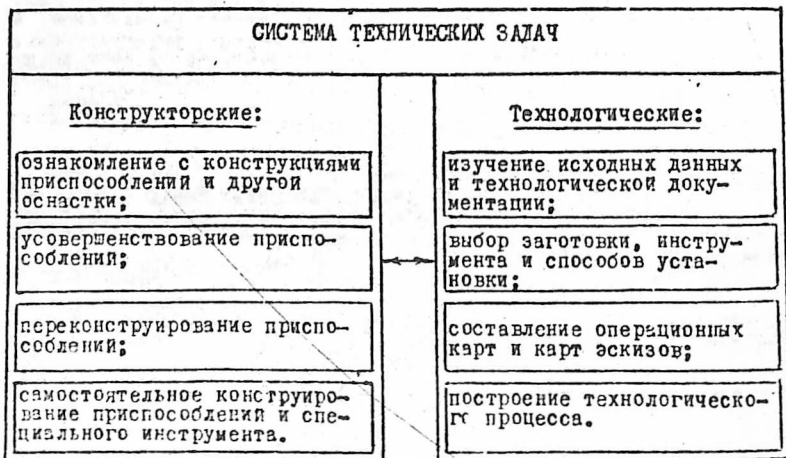 СИСТЕМА ТЕХНИЧЕСКИХ ЗАДАЧ
Конструкторские:
ознакомление с конструкциями
приспособлений и другой
оснастки;
усовершенствование приспо-
соблений;
переконструирование приспо-
соблений;
самостоятельное конструиро-
вание приспособлений и спе-
циального инструмента.
Технологические:
изучение исходных данных
и технологической доку-
ментации;
выбор заготовки, инстру-
мента и способов уста-
новки;
составление операционных
карт и карт эскизов;
построение технологическо-
го процесса.